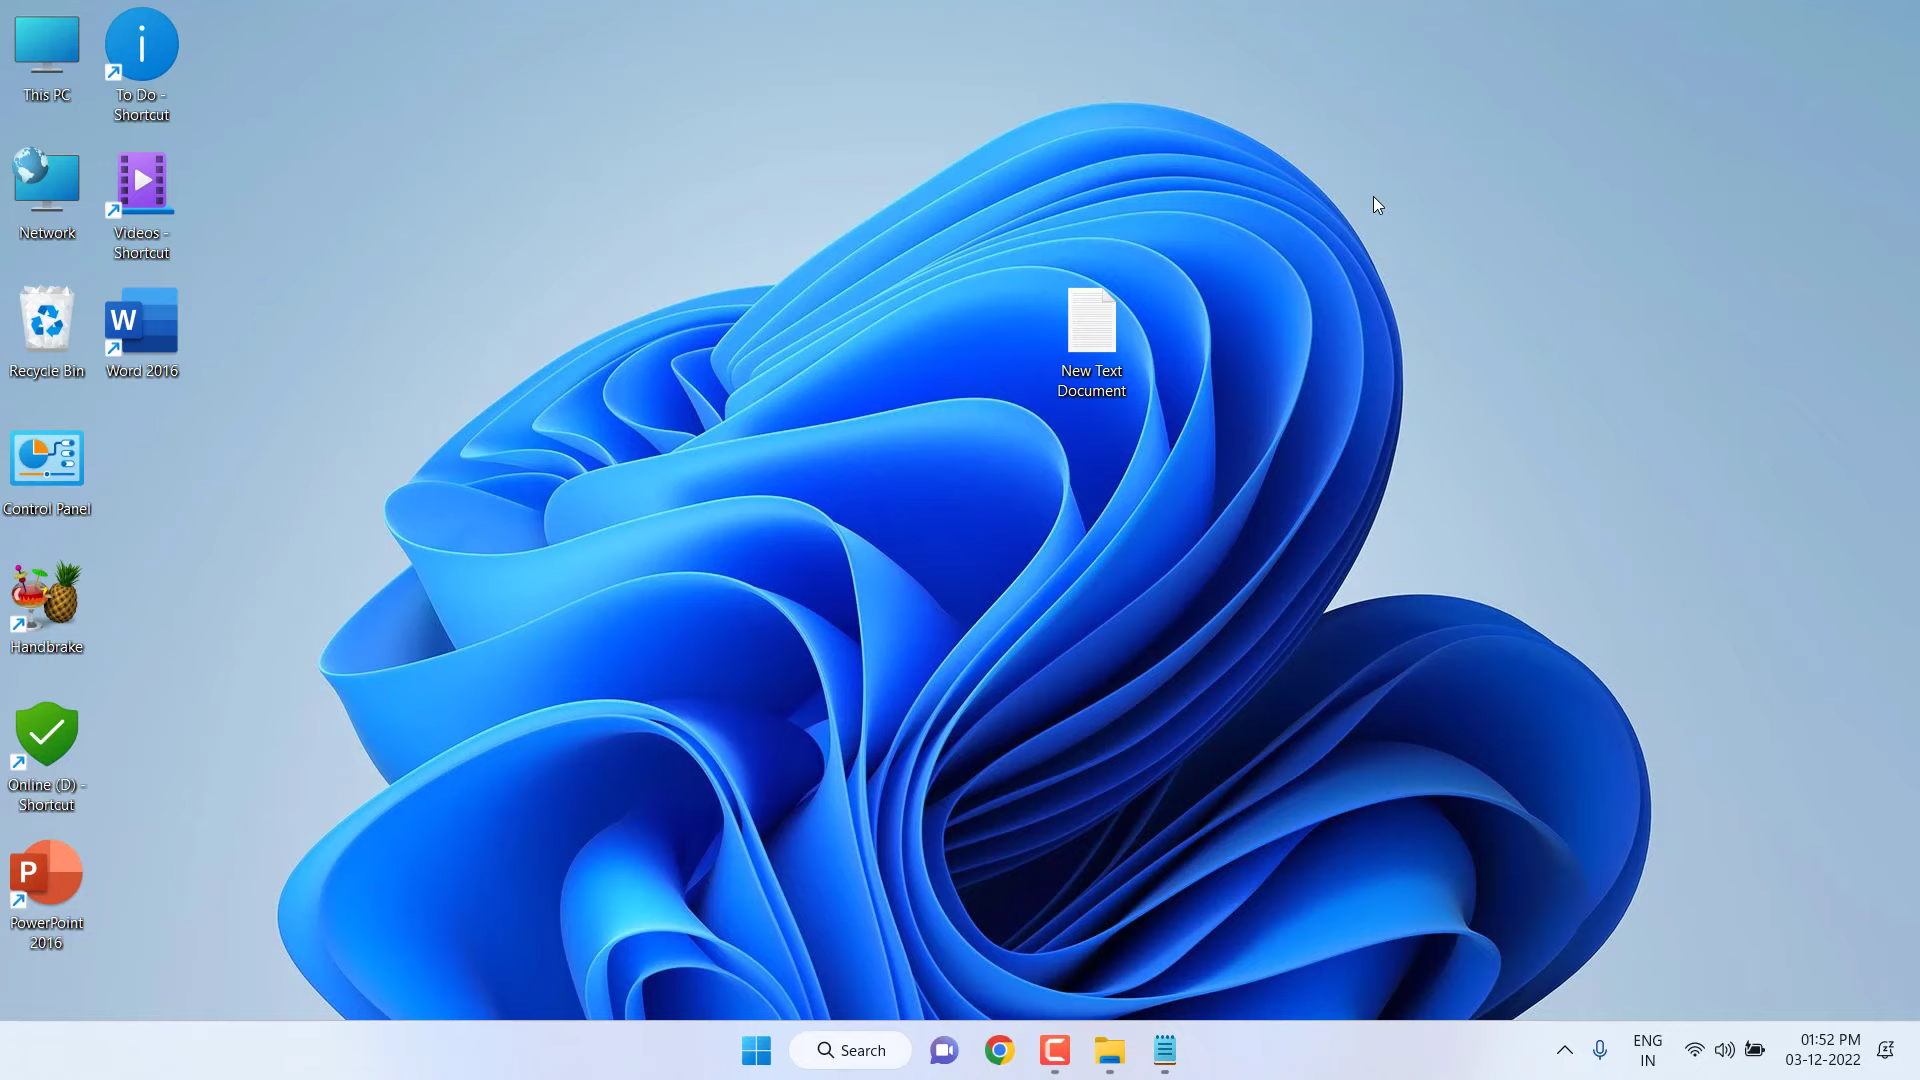 This PC
To Do -
Shortcut
Network
Videos -
Shortcut
Recycle Bin
W
Word 2016
New Text
Document
Control Panel
Handbrake
Online (D) -
Shortcut
P
PowerPoint
2016
Search
ENG
IN
01:52 PM
03-12-2022